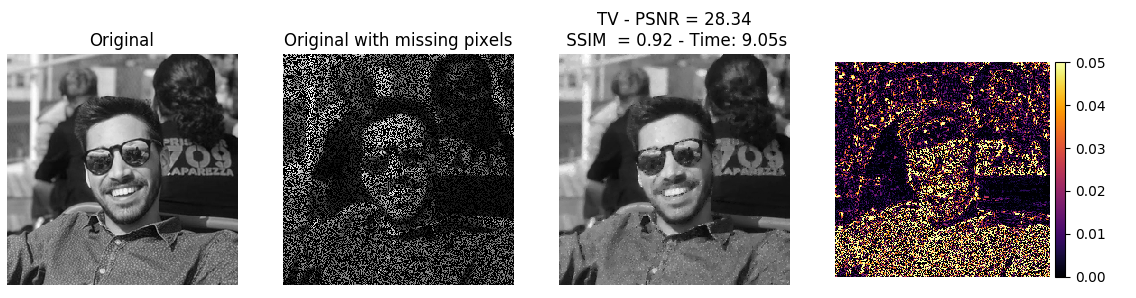 Original
Original with missing pixels
TV - PSNR = 28.34
SSIM  = 0.92 - Time: 9.05s
0.05
0.04
0.03
0.02
0.01
0.00
709